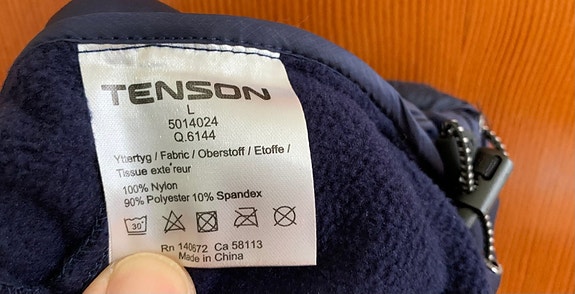 TENSON
L
5014024
Q.6144
Yttertyg / Fabric / Oberstoff / Etoffe /
Tissue exte'reur
100% Nylon
90% Polyester 10% Spandex
30°
Rn 140672 Ca 58113
Made in China